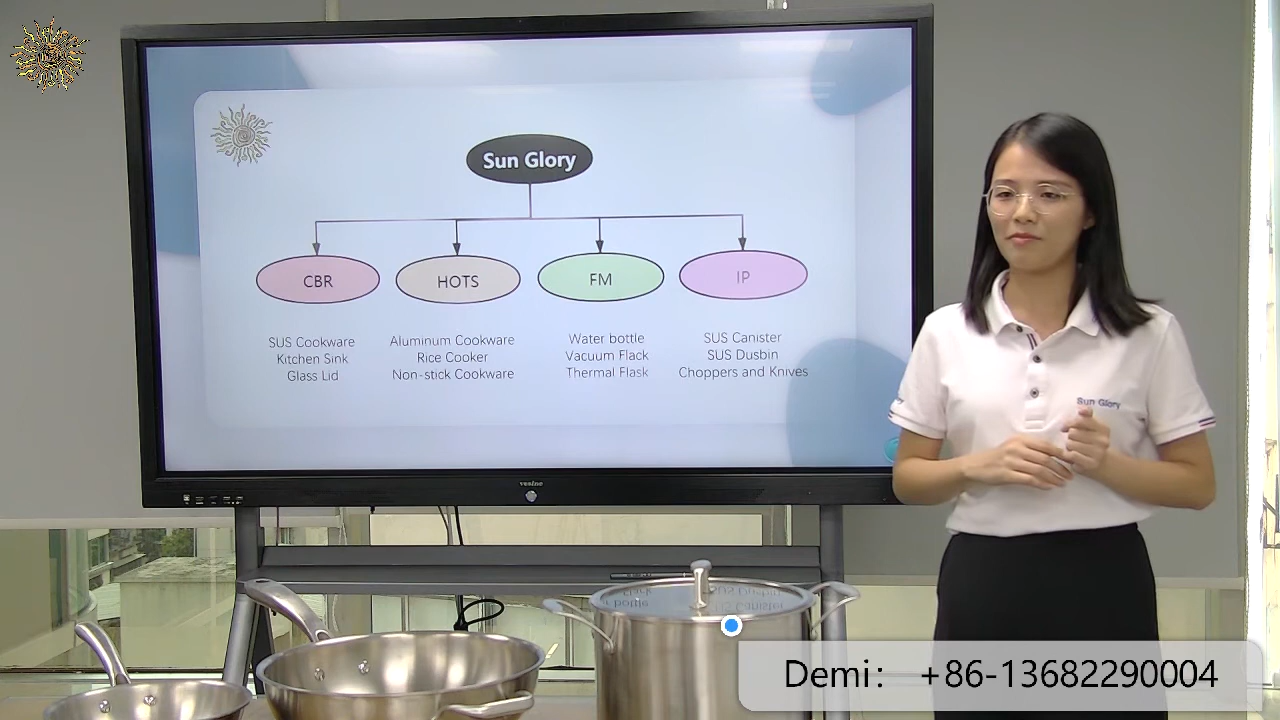 Sun Glory
CBR
HOTS
FM
IP
SUS Cookware
Kitchen Sink
Glass Lid
Aluminum Cookware
Rice Cooker
Non-stick Cookware
Water bottle
Vacuum Flack
Thermal Flask
SUS Canister
SUS Dusbin
Choppers and Knives
Sun Glory
Demi： +86-13682290004